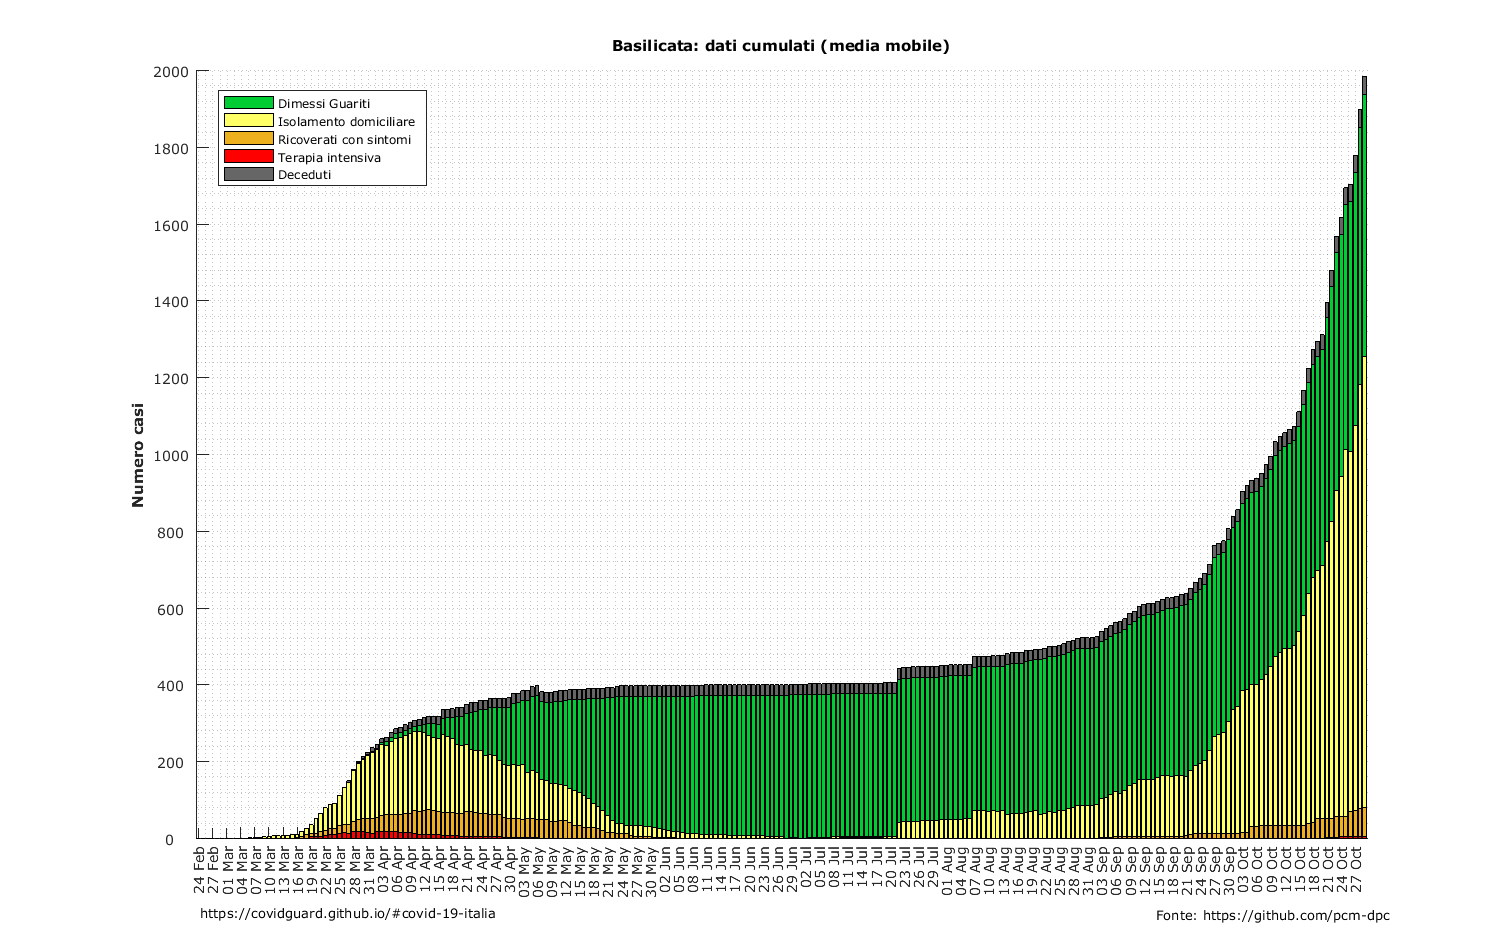 Basilicata: dati cumulati (media mobile)
2000
1800
1600
1400
1200
1000
800
600
400
200
0
Numero casi
Dimessi Guariti
Isolamento domiciliare
Ricoverati con sintomi
Terapia intensiva
Deceduti
24 Feb
27 Feb
01 Mar
04 Mar
07 Mar
10 Mar
13 Mar
16 Mar
19 Mar
22 Mar
25 Mar
28 Mar
31 Mar
03 Apr
06 Apr
09 Apr
12 Apr
15 Apr
18 Apr
21 Apr
24 Apr
27 Apr
30 Apr
03 May
06 May
09 May
12 May
15 May
18 May
21 May
24 May
27 May
30 May
02 Jun
05 Jun
08 Jun
11 Jun
14 Jun
17 Jun
20 Jun
23 Jun
26 Jun
29 Jun
02 Jul
05 Jul
08 Jul
11 Jul
14 Jul
17 Jul
20 Jul
23 Jul
26 Jul
29 Jul
01 Aug
04 Aug
07 Aug
10 Aug
13 Aug
16 Aug
19 Aug
22 Aug
25 Aug
28 Aug
31 Aug
03 Sep
06 Sep
09 Sep
12 Sep
15 Sep
18 Sep
21 Sep
24 Sep
27 Sep
30 Sep
03 Oct
06 Oct
09 Oct
12 Oct
15 Oct
18 Oct
21 Oct
24 Oct
27 Oct
https://covidguard.github.io/#covid-19-italia
Fonte: https://github.com/pcm-dpc